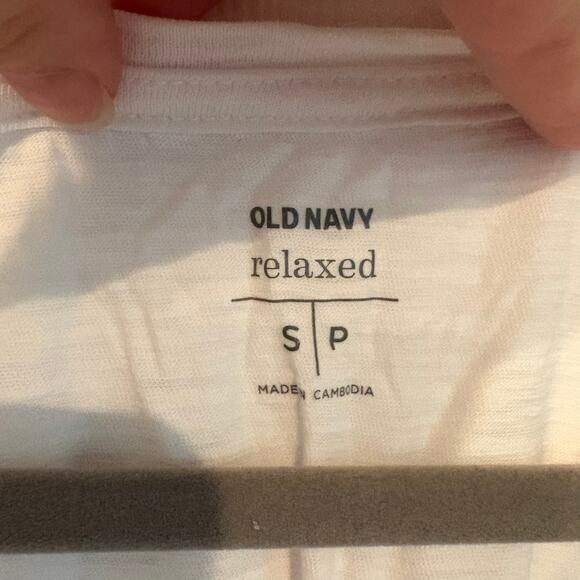 OLD NAVY
relaxed
S | P
MADE IN CAMBODIA